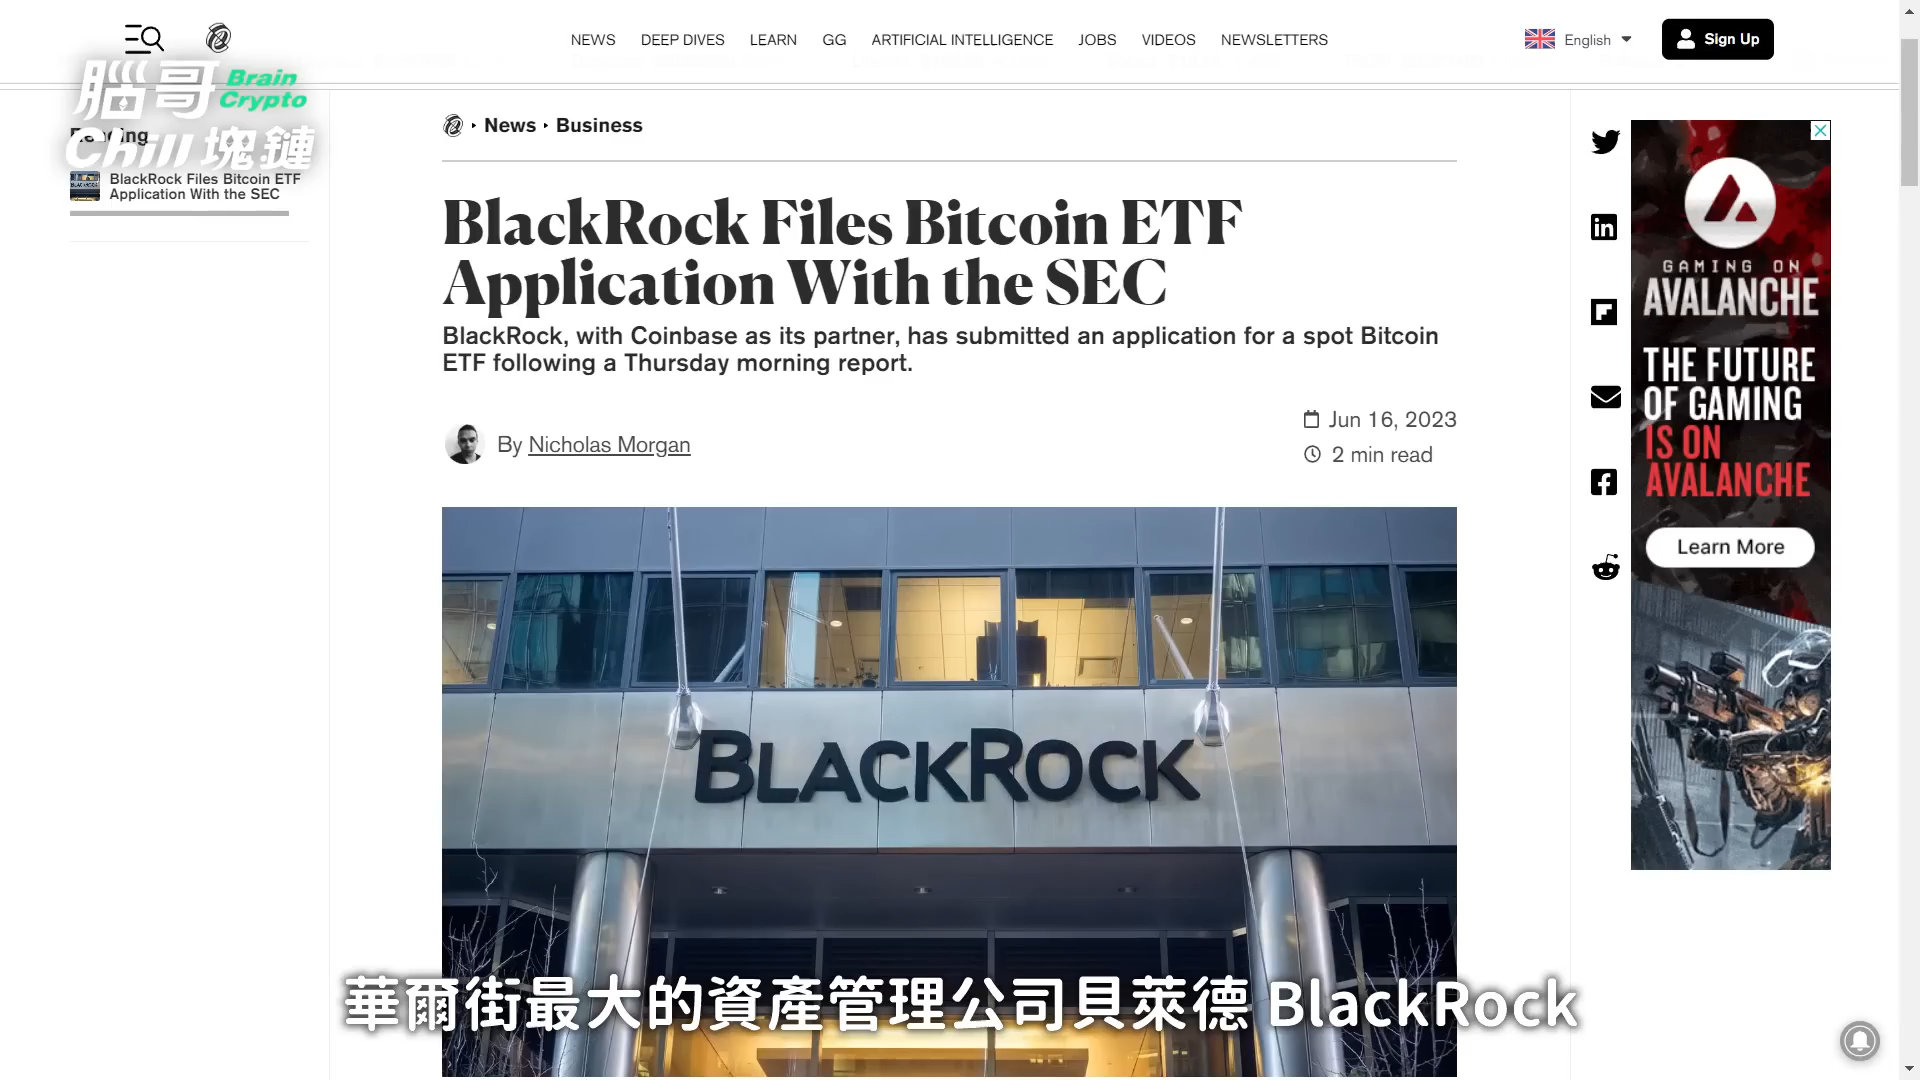 NEWS DEEP DIVES LEARN GG ARTIFICIAL INTELLIGENCE JOBS VIDEOS NEWSLETTERS
English
Sign Up
腦哥 Brain Crypto
Chill 塊鏈
BlackRock Files Bitcoin ETF
Application With the SEC
News Business
BlackRock Files Bitcoin ETF
Application With the SEC
BlackRock, with Coinbase as its partner, has submitted an application for a spot Bitcoin
ETF following a Thursday morning report.
By Nicholas Morgan
Jun 16, 2023
2 min read
BLACKROCK
GAMING ON
AVALANCHE
THE FUTURE
OF GAMING
IS ON
AVALANCHE
Learn More
華爾街最大的資產管理公司貝萊德 BlackRock